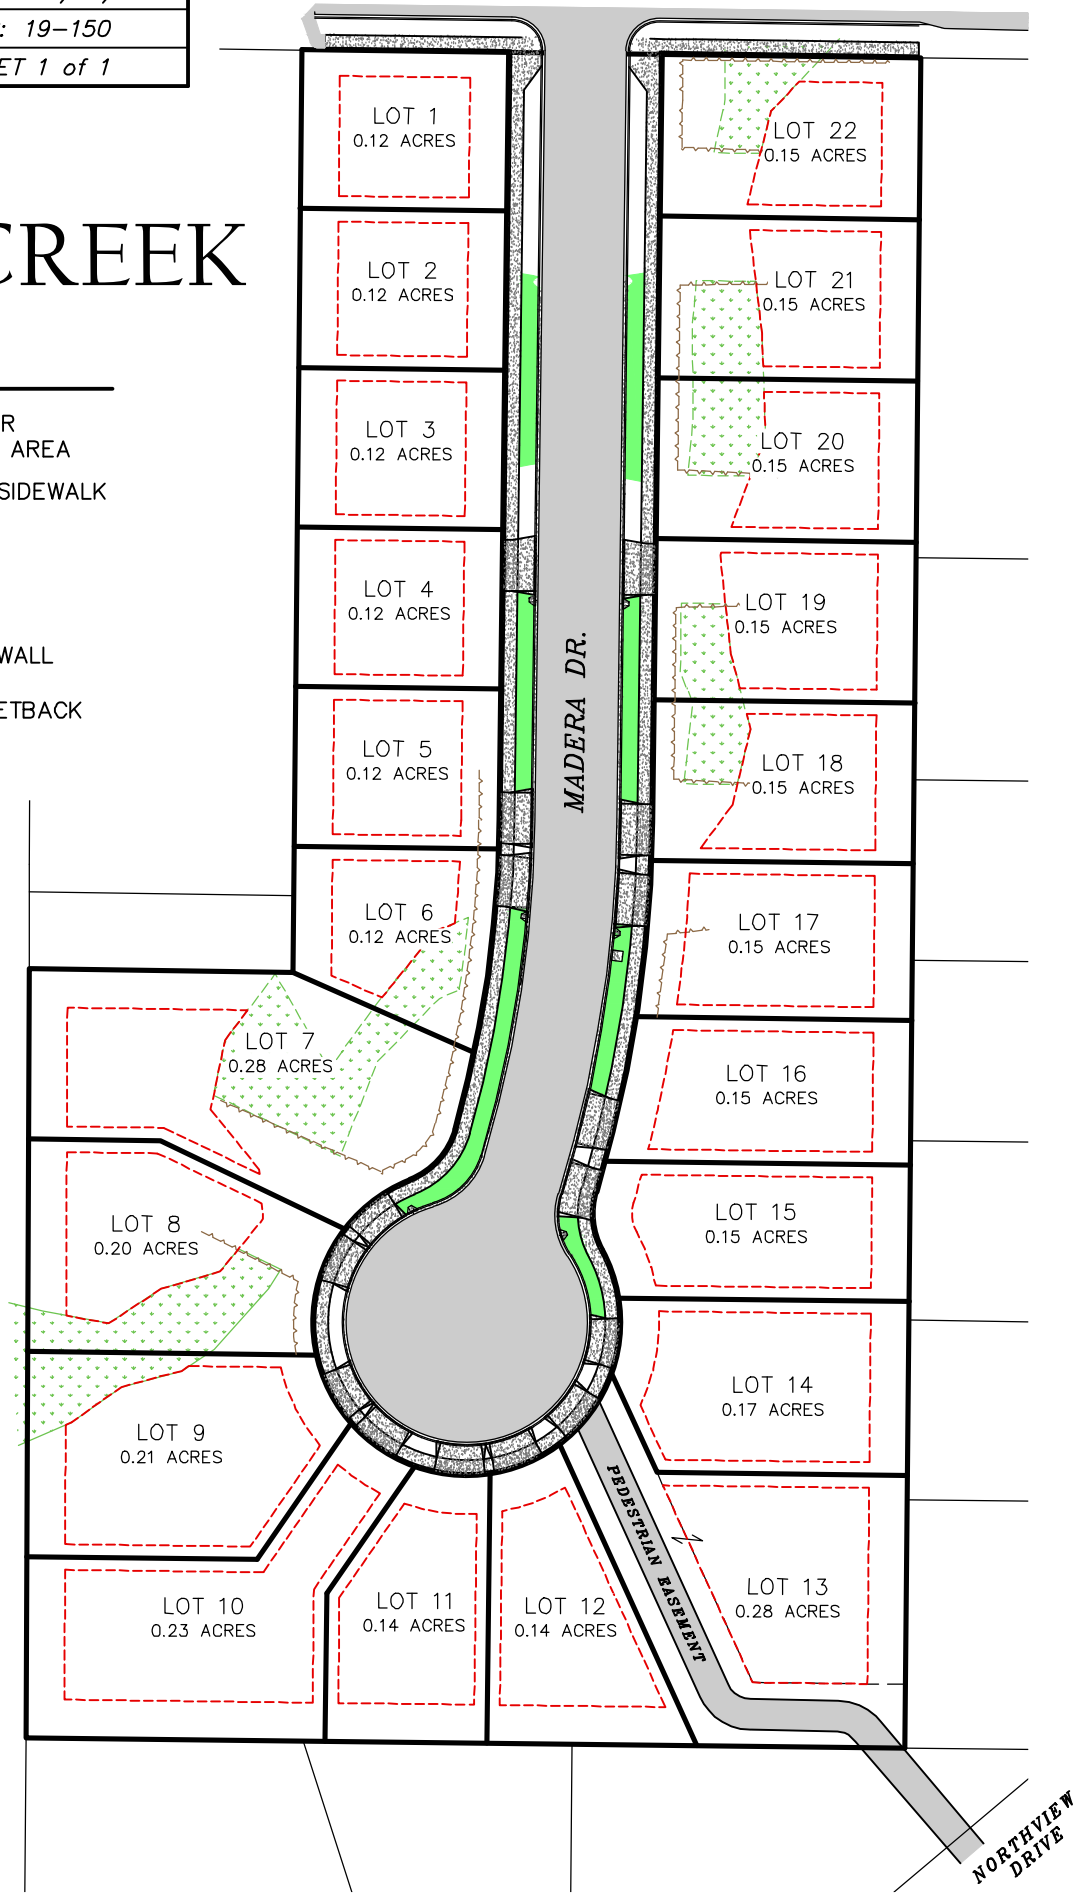 : 19-150
ET 1 of 1
CREEK
R
AREA
SIDEWALK
WALL
ETBACK
LOT 1
0.12 ACRES
LOT 2
0.12 ACRES
LOT 3
0.12 ACRES
LOT 4
0.12 ACRES
LOT 5
0.12 ACRES
LOT 6
0.12 ACRES
LOT 7
0.28 ACRES
LOT 8
0.20 ACRES
LOT 9
0.21 ACRES
LOT 10
0.23 ACRES
LOT 11
0.14 ACRES
LOT 12
0.14 ACRES
LOT 13
0.28 ACRES
LOT 14
0.17 ACRES
LOT 15
0.15 ACRES
LOT 16
0.15 ACRES
LOT 17
0.15 ACRES
LOT 18
0.15 ACRES
LOT 19
0.15 ACRES
LOT 20
0.15 ACRES
LOT 21
0.15 ACRES
LOT 22
0.15 ACRES
MADERA DR.
PEDESTRIAN EASEMENT
NORTHVIEW
DRIVE